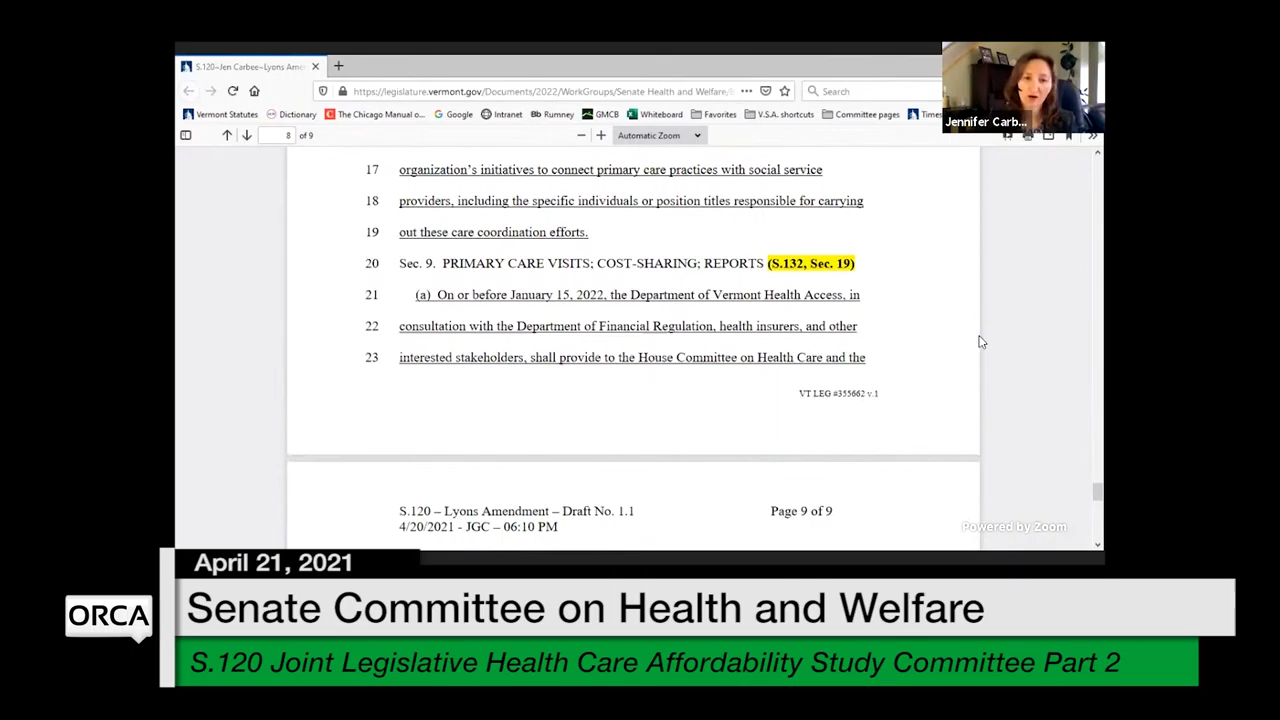 S.120~Jen Carbee~Lyons Ame
https://legislature.vermont.gov/Documents/2022/WorkGroups/Senate Health and Welfare/
Search
Vermont Statutes Dictionary The Chicago Manual o... Google Intranet Bb Rumney GMCB Whiteboard Favorites V.S.A. shortcuts Committee pages Times
8 of 9 Automatic Zoom
Jennifer Carb...
17 organization's initiatives to connect primary care practices with social service
18 providers, including the specific individuals or position titles responsible for carrying
19 out these care coordination efforts.
20 Sec. 9. PRIMARY CARE VISITS; COST-SHARING; REPORTS (S.132, Sec. 19)
21 (a) On or before January 15, 2022, the Department of Vermont Health Access, in
22 consultation with the Department of Financial Regulation, health insurers, and other
23 interested stakeholders, shall provide to the House Committee on Health Care and the
VT LEG #355662 v.1
S.120 – Lyons Amendment – Draft No. 1.1 Page 9 of 9
4/20/2021 - JGC – 06:10 PM
Powered by Zoom
April 21, 2021
ORCA
Senate Committee on Health and Welfare
S.120 Joint Legislative Health Care Affordability Study Committee Part 2